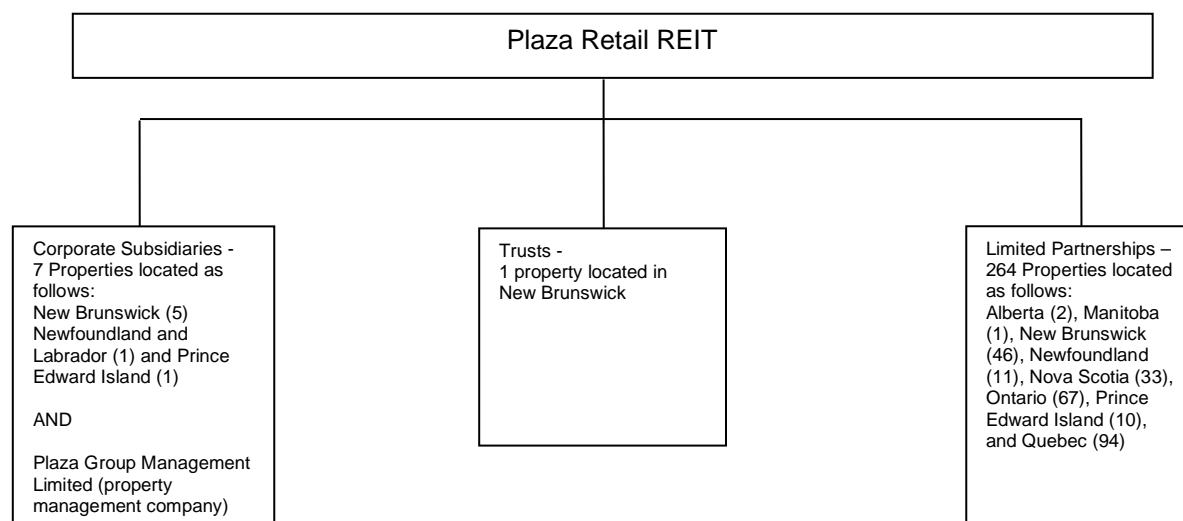 Plaza Retail REIT
Corporate Subsidiaries -
7 Properties located as
follows:
New Brunswick (5)
Newfoundland and
Labrador (1) and Prince
Edward Island (1)
AND
Plaza Group Management
Limited (property
management company)
Trusts -
1 property located in
New Brunswick
Limited Partnerships –
264 Properties located
as follows:
Alberta (2), Manitoba
(1), New Brunswick
(46), Newfoundland
(11), Nova Scotia (33),
Ontario (67), Prince
Edward Island (10),
and Quebec (94)